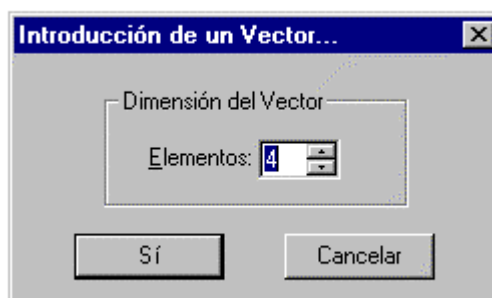 Introducción de un Vector...
Dimensión del Vector
Elementos: 4
Sí Cancelar